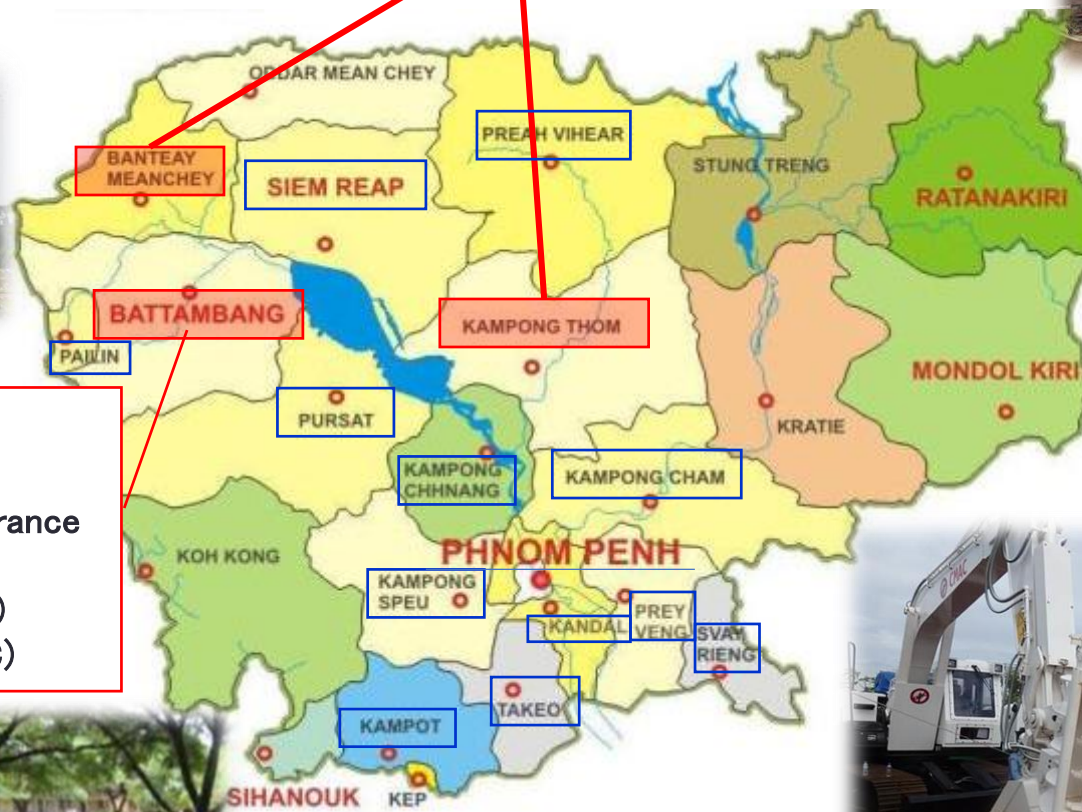 ODDAR MEAN CHEY
PREAH VIHEAR
BANTEAY
MEANCHEY
SIEM REAP
STUNG TRENG
RATANAKIRI
BATTAMBANG
KAMPONG THOM
PAILIN
MONDOL KIRI
PURSAT
KRATIE
KAMPONG
CHHNANG
KAMPONG CHAM
rance
)
C)
KOH KONG
PHNOM PENH
KAMPONG
SPEU
KANDAL
PREY
VENG
SVAY
RIENG
TAKEO
KAMPOT
SIHANOUK
KEP
CMAC